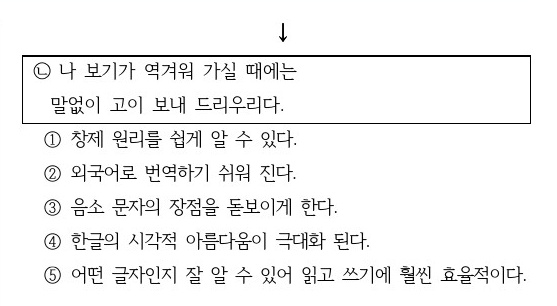 ↓
㉡ 나 보기가 역겨워 가실 때에는
말없이 고이 보내 드리우리다.
① 창제 원리를 쉽게 알 수 있다.
② 외국어로 번역하기 쉬워 진다.
③ 음소 문자의 장점을 돋보이게 한다.
④ 한글의 시각적 아름다움이 극대화 된다.
⑤ 어떤 글자인지 잘 알 수 있어 읽고 쓰기에 훨씬 효율적이다.